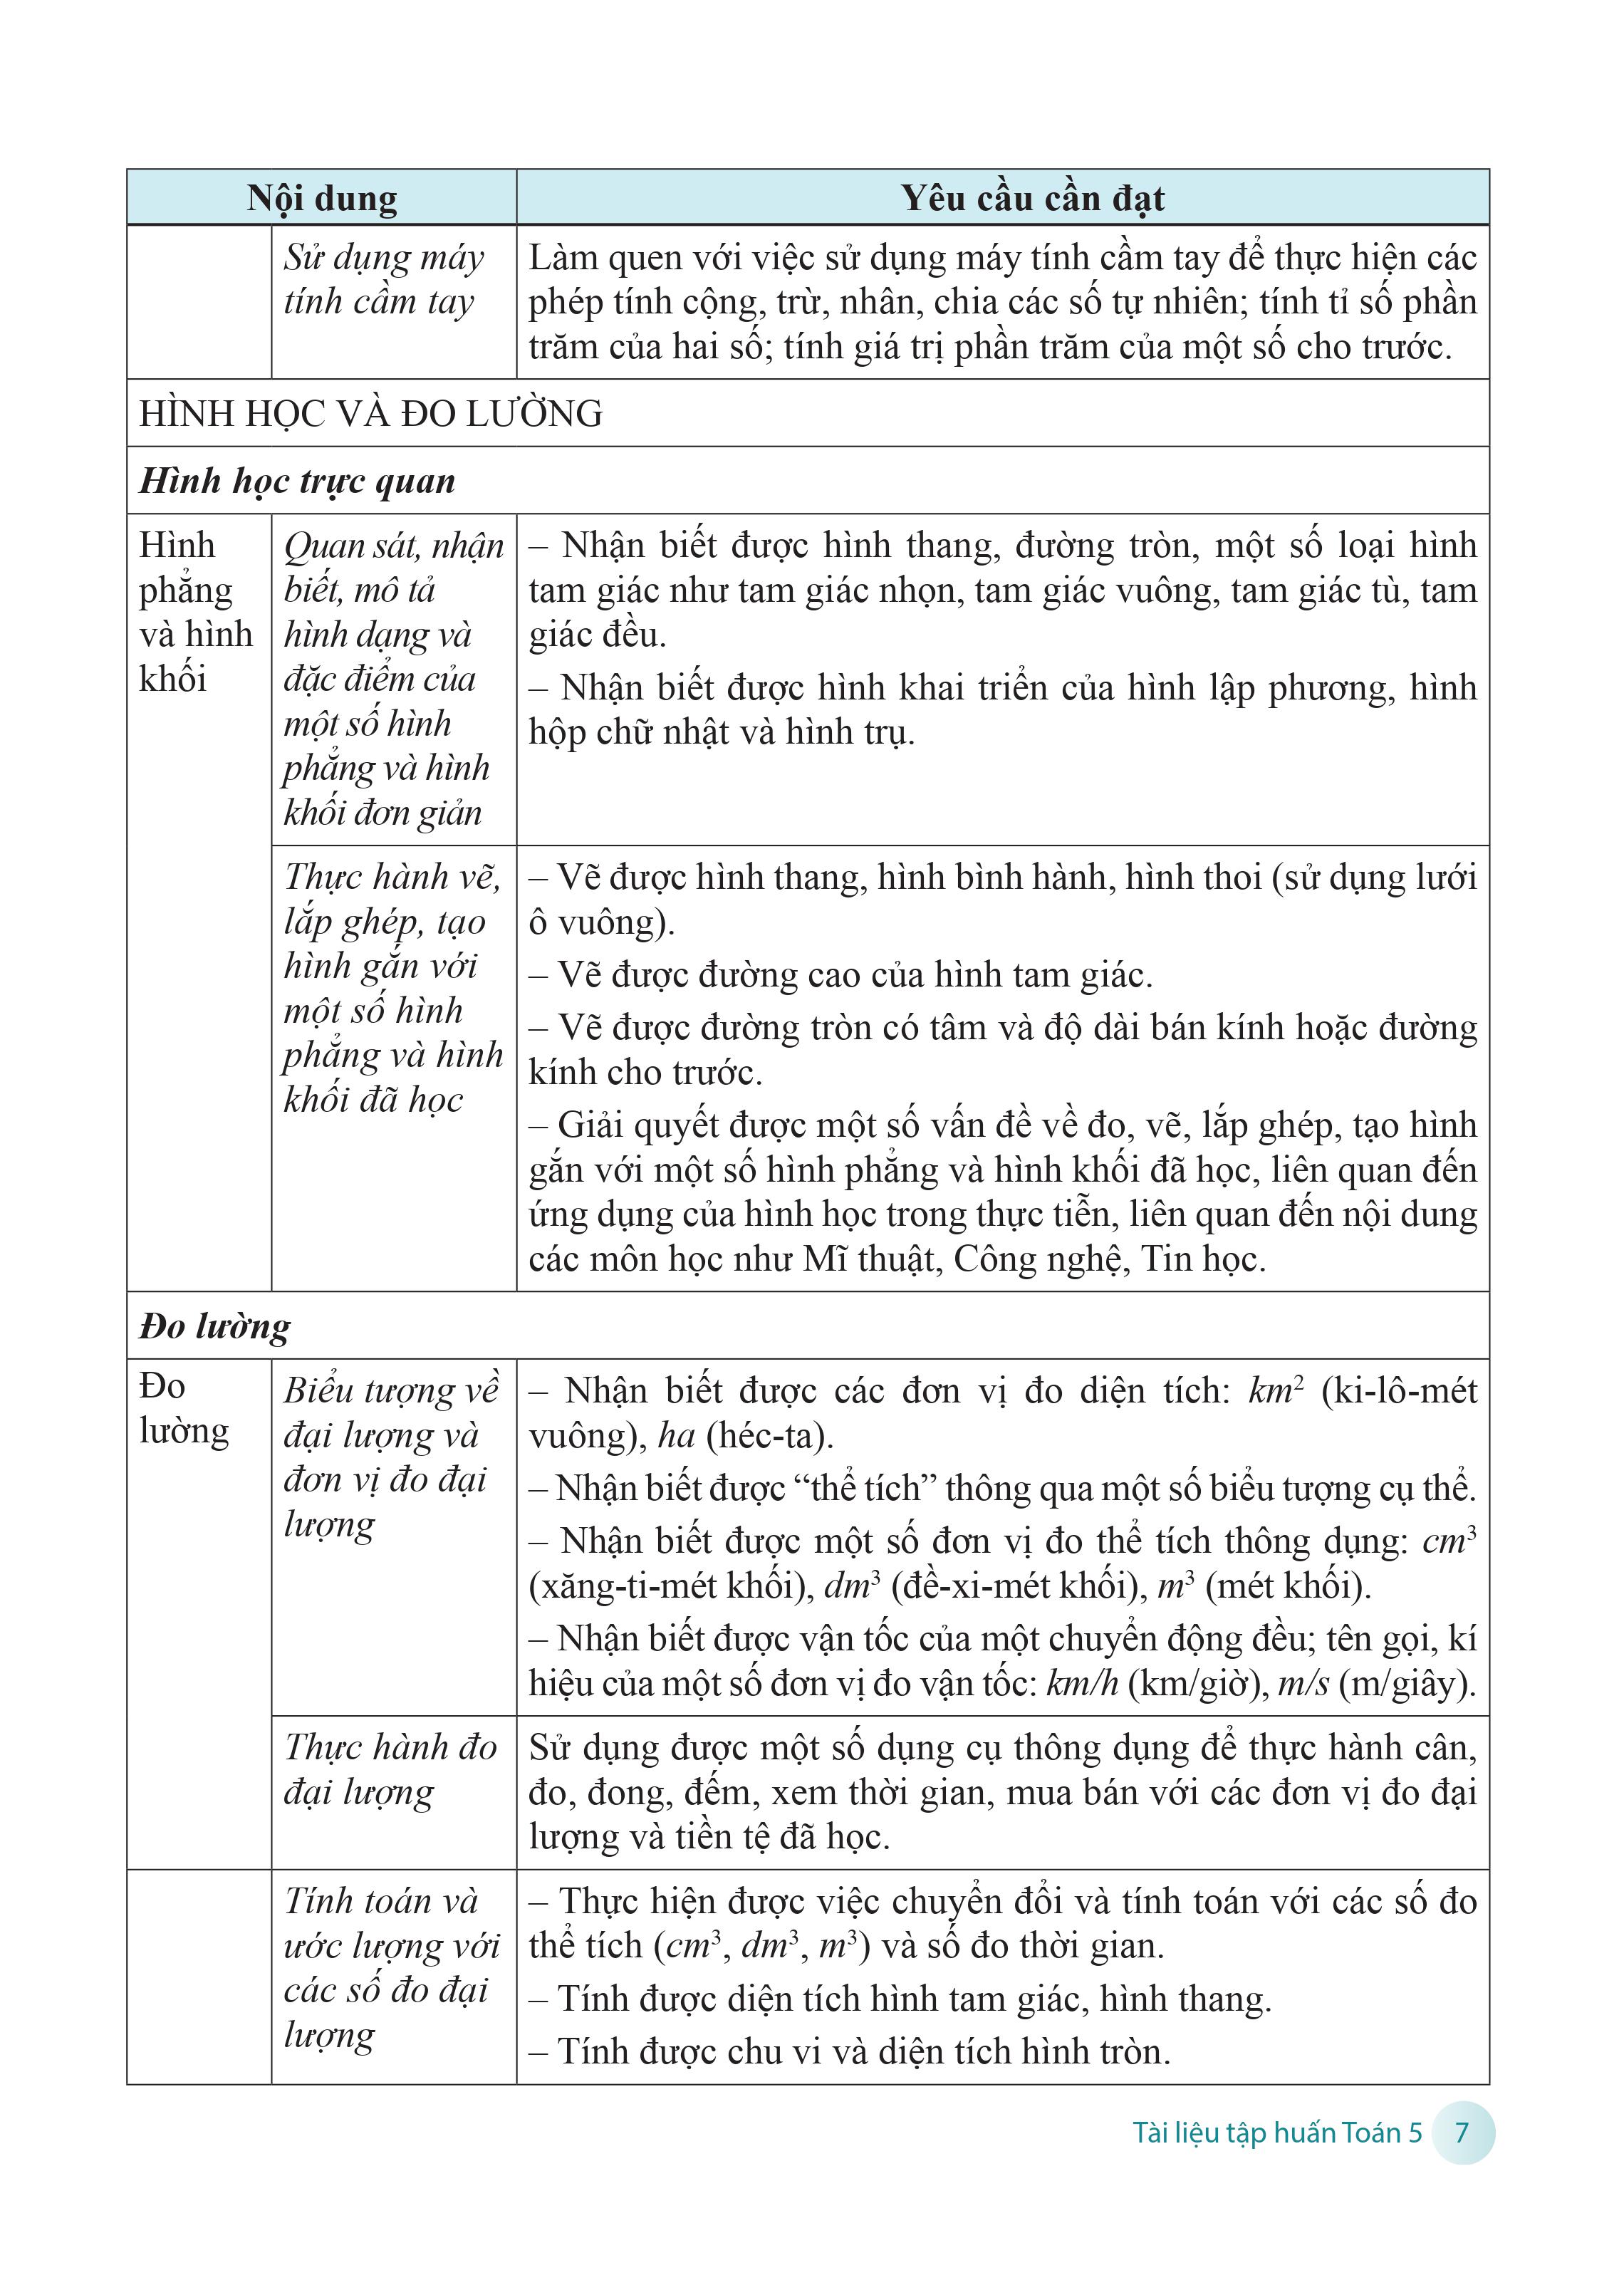 Nội dung
Yêu cầu cần đạt
Sử dụng máy
tính cầm tay
Làm quen với việc sử dụng máy tính cầm tay để thực hiện các
phép tính cộng, trừ, nhân, chia các số tự nhiên; tính tỉ số phần
trăm của hai số; tính giá trị phần trăm của một số cho trước.
HÌNH HỌC VÀ ĐO LƯỜNG
Hình học trực quan
Hình
phẳng
và hình
khối
Quan sát, nhận
biết, mô tả
hình dạng và
đặc điểm của
một số hình
phẳng và hình
khối đơn giản
– Nhận biết được hình thang, đường tròn, một số loại hình
tam giác như tam giác nhọn, tam giác vuông, tam giác tù, tam
giác đều.
– Nhận biết được hình khai triển của hình lập phương, hình
hộp chữ nhật và hình trụ.
Thực hành vẽ,
lắp ghép, tạo
hình gắn với
một số hình
phẳng và hình
khối đã học
– Vẽ được hình thang, hình bình hành, hình thoi (sử dụng lưới
ô vuông).
– Vẽ được đường cao của hình tam giác.
– Vẽ được đường tròn có tâm và độ dài bán kính hoặc đường
kính cho trước.
– Giải quyết được một số vấn đề về đo, vẽ, lắp ghép, tạo hình
gắn với một số hình phẳng và hình khối đã học, liên quan đến
ứng dụng của hình học trong thực tiễn, liên quan đến nội dung
các môn học như Mĩ thuật, Công nghệ, Tin học.
Đo lường
Đo
lường
Biểu tượng về
đại lượng và
đơn vị đo đại
lượng
– Nhận biết được các đơn vị đo diện tích: km² (ki-lô-mét
vuông), ha (héc-ta).
– Nhận biết được “thể tích” thông qua một số biểu tượng cụ thể.
– Nhận biết được một số đơn vị đo thể tích thông dụng: cm³
(xăng-ti-mét khối), dm³ (đề-xi-mét khối), m³ (mét khối).
– Nhận biết được vận tốc của một chuyển động đều; tên gọi, kí
hiệu của một số đơn vị đo vận tốc: km/h (km/giờ), m/s (m/giây).
Thực hành đo
đại lượng
Sử dụng được một số dụng cụ thông dụng để thực hành cân,
đo, đong, đếm, xem thời gian, mua bán với các đơn vị đo đại
lượng và tiền tệ đã học.
Tính toán và
ước lượng với
các số đo đại
lượng
– Thực hiện được việc chuyển đổi và tính toán với các số đo
thể tích (cm³, dm³, m³) và số đo thời gian.
– Tính được diện tích hình tam giác, hình thang.
– Tính được chu vi và diện tích hình tròn.
Tài liệu tập huấn Toán 5 7